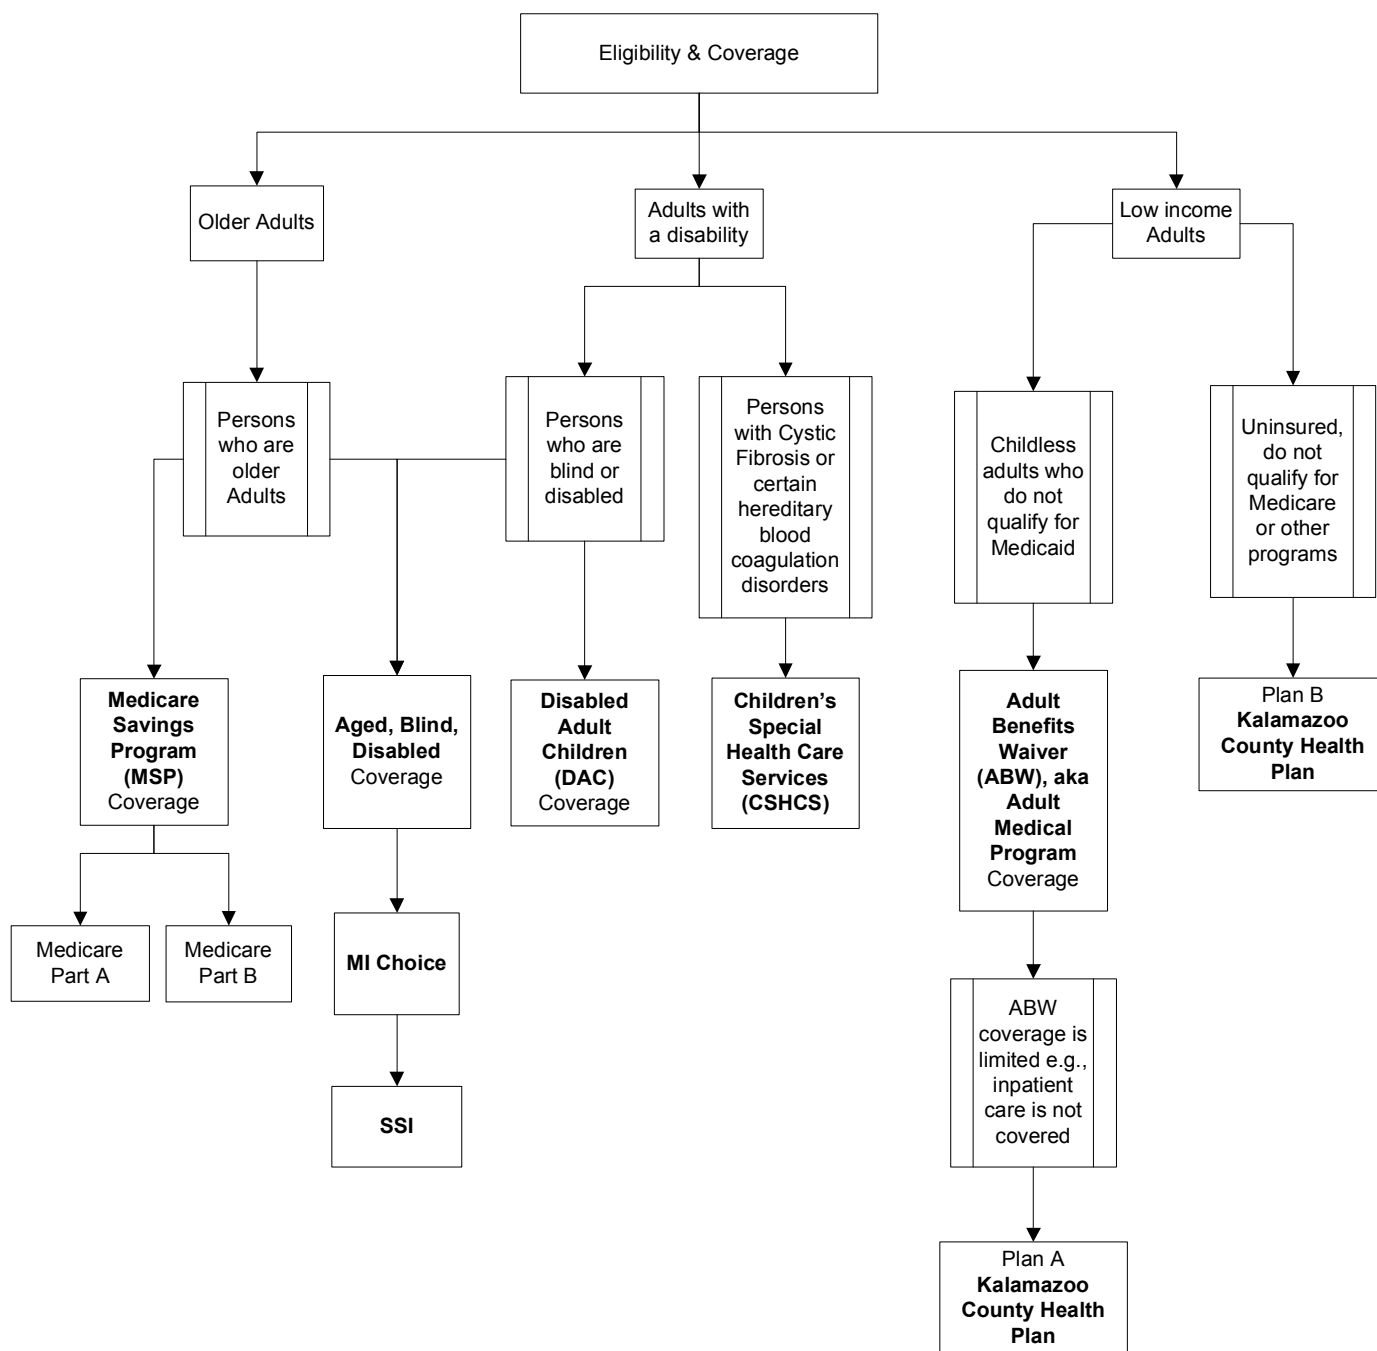 Eligibility & Coverage
Older Adults
Adults with
a disability
Low income
Adults
Persons
who are
older
Adults
Persons
who are
blind or
disabled
Persons
with Cystic
Fibrosis or
certain
hereditary
blood
coagulation
disorders
Childless
adults who
do not
qualify for
Medicaid
Uninsured,
do not
qualify for
Medicare
or other
programs
Medicare
Savings
Program
(MSP)
Coverage
Aged, Blind,
Disabled
Coverage
Disabled
Adult
Children
(DAC)
Coverage
Children's
Special
Health Care
Services
(CSHCS)
Adult
Benefits
Waiver
(ABW), aka
Adult
Medical
Program
Coverage
Plan B
Kalamazoo
County Health
Plan
Medicare
Part A
Medicare
Part B
MI Choice
SSI
ABW
coverage is
limited e.g.,
inpatient
care is not
covered
Plan A
Kalamazoo
County Health
Plan